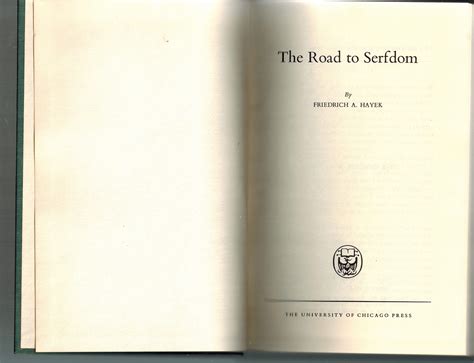 The Road to Serfdom
By
FRIEDRICH A. HAYEK
THE UNIVERSITY OF CHICAGO PRESS